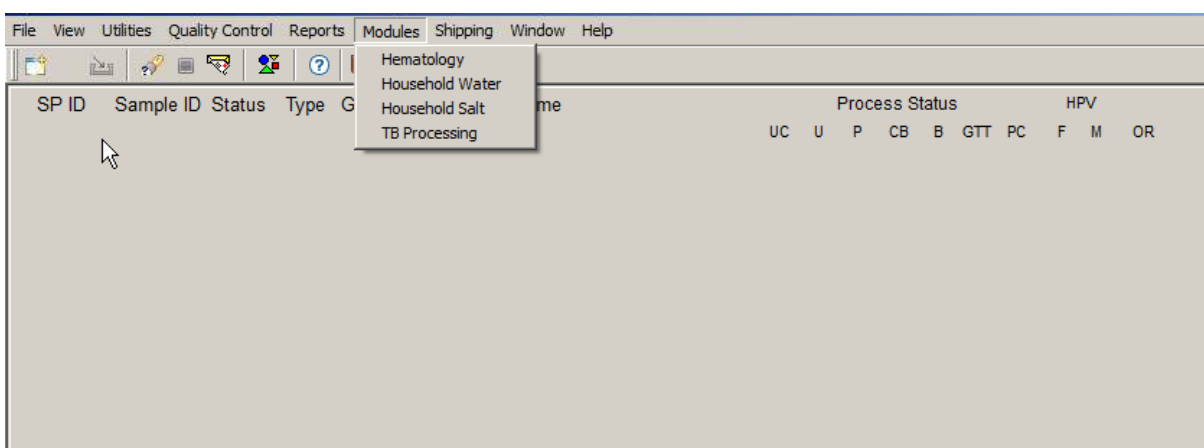 File View Utilities Quality Control Reports Modules Shipping Window Help
Hematology
Household Water
Household Salt
TB Processing
SP ID Sample ID Status Type G me Process Status HPV
UC U P CB B GTT PC F M OR